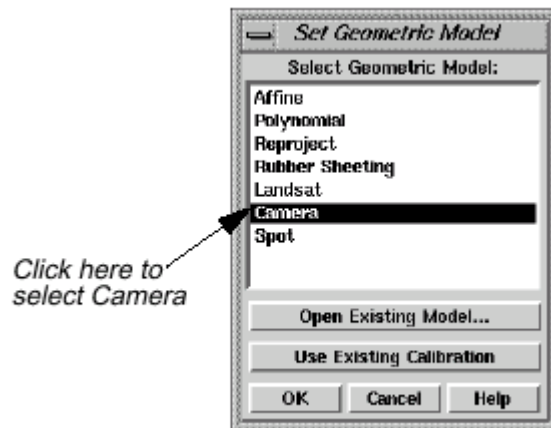 Set Geometric Model
Select Geometric Model:
Affine
Polynomial
Reproject
Rubber Sheeting
Landsat
Camera
Spot
Click here to
select Camera
Open Existing Model...
Use Existing Calibration
OK Cancel Help